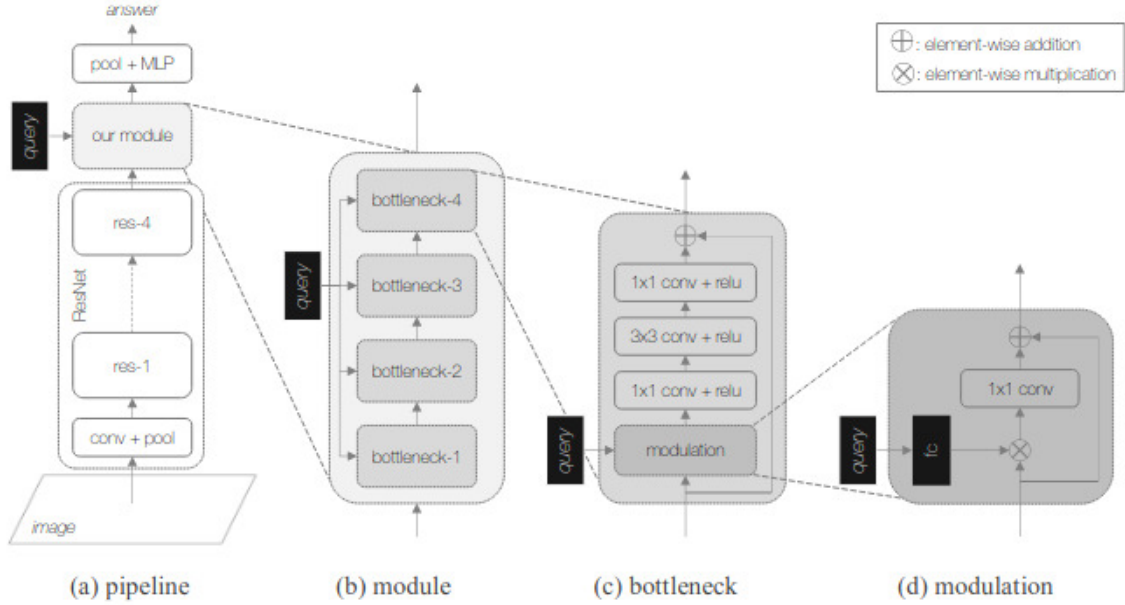 answer
pool + MLP
query
our module
res-4
ResNet
res-1
conv + pool
image
(a) pipeline
bottleneck-4
query
bottleneck-3
bottleneck-2
bottleneck-1
(b) module
1x1 conv + relu
3x3 conv + relu
1x1 conv + relu
query
modulation
(c) bottleneck
⊕: element-wise addition
⊗: element-wise multiplication
1x1 conv
query
fc
(d) modulation